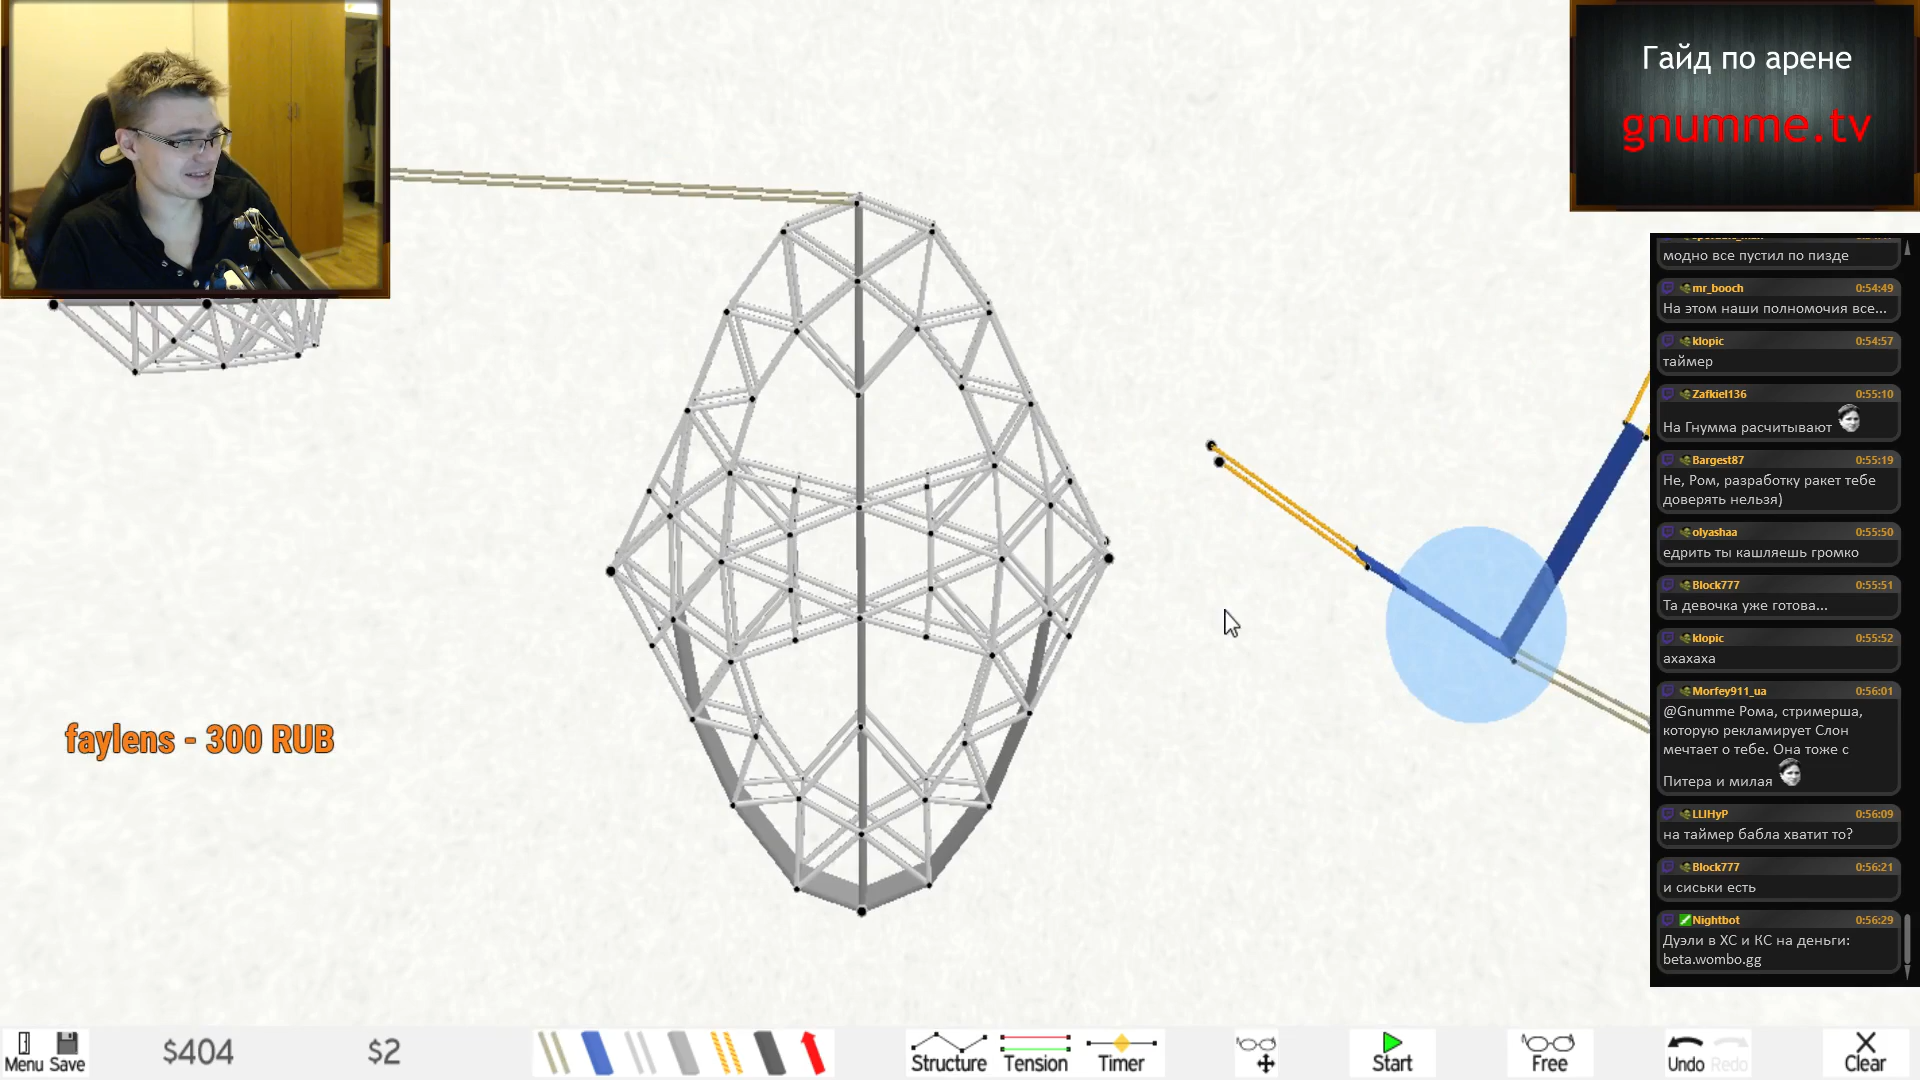 Гайд по арене
gnumme.tv
модно все пустил по пизде
mr_booch 0:54:49
На этом наши полномочия все...
klopic 0:54:57
таймер
Zafkiel136 0:55:10
На Гнумма расчитывают
Bargest87 0:55:19
Не, Ром, разработку ракет тебе
доверять нельзя)
olyashaa 0:55:50
едрить ты кашляешь громко
Block777 0:55:51
Та девочка уже готова...
klopic 0:55:52
ахахаха
Morfey911_ua 0:56:01
@Gnumme Рома, стримерша,
которую рекламирует Слон
мечтает о тебе. Она тоже с
Питера и милая
LLIHyP 0:56:09
на таймер бабла хватит то?
Block777 0:56:21
и сиськи есть
Nightbot 0:56:29
Дуэли в ХС и КС на деньги:
beta.wombo.gg
faylens - 300 RUB
Menu Save $404 $2 Structure Tension Timer Start Free Undo Redo Clear